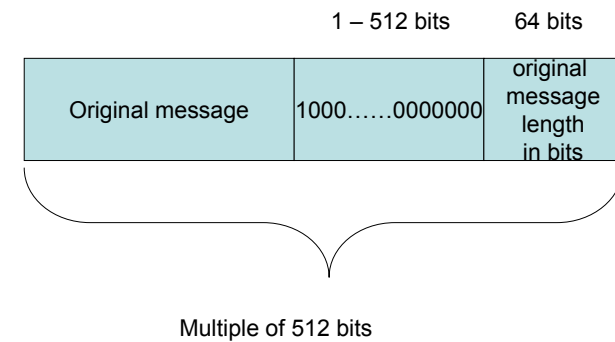 1 – 512 bits 64 bits
Original message
1000……0000000
original
message
length
in bits
Multiple of 512 bits